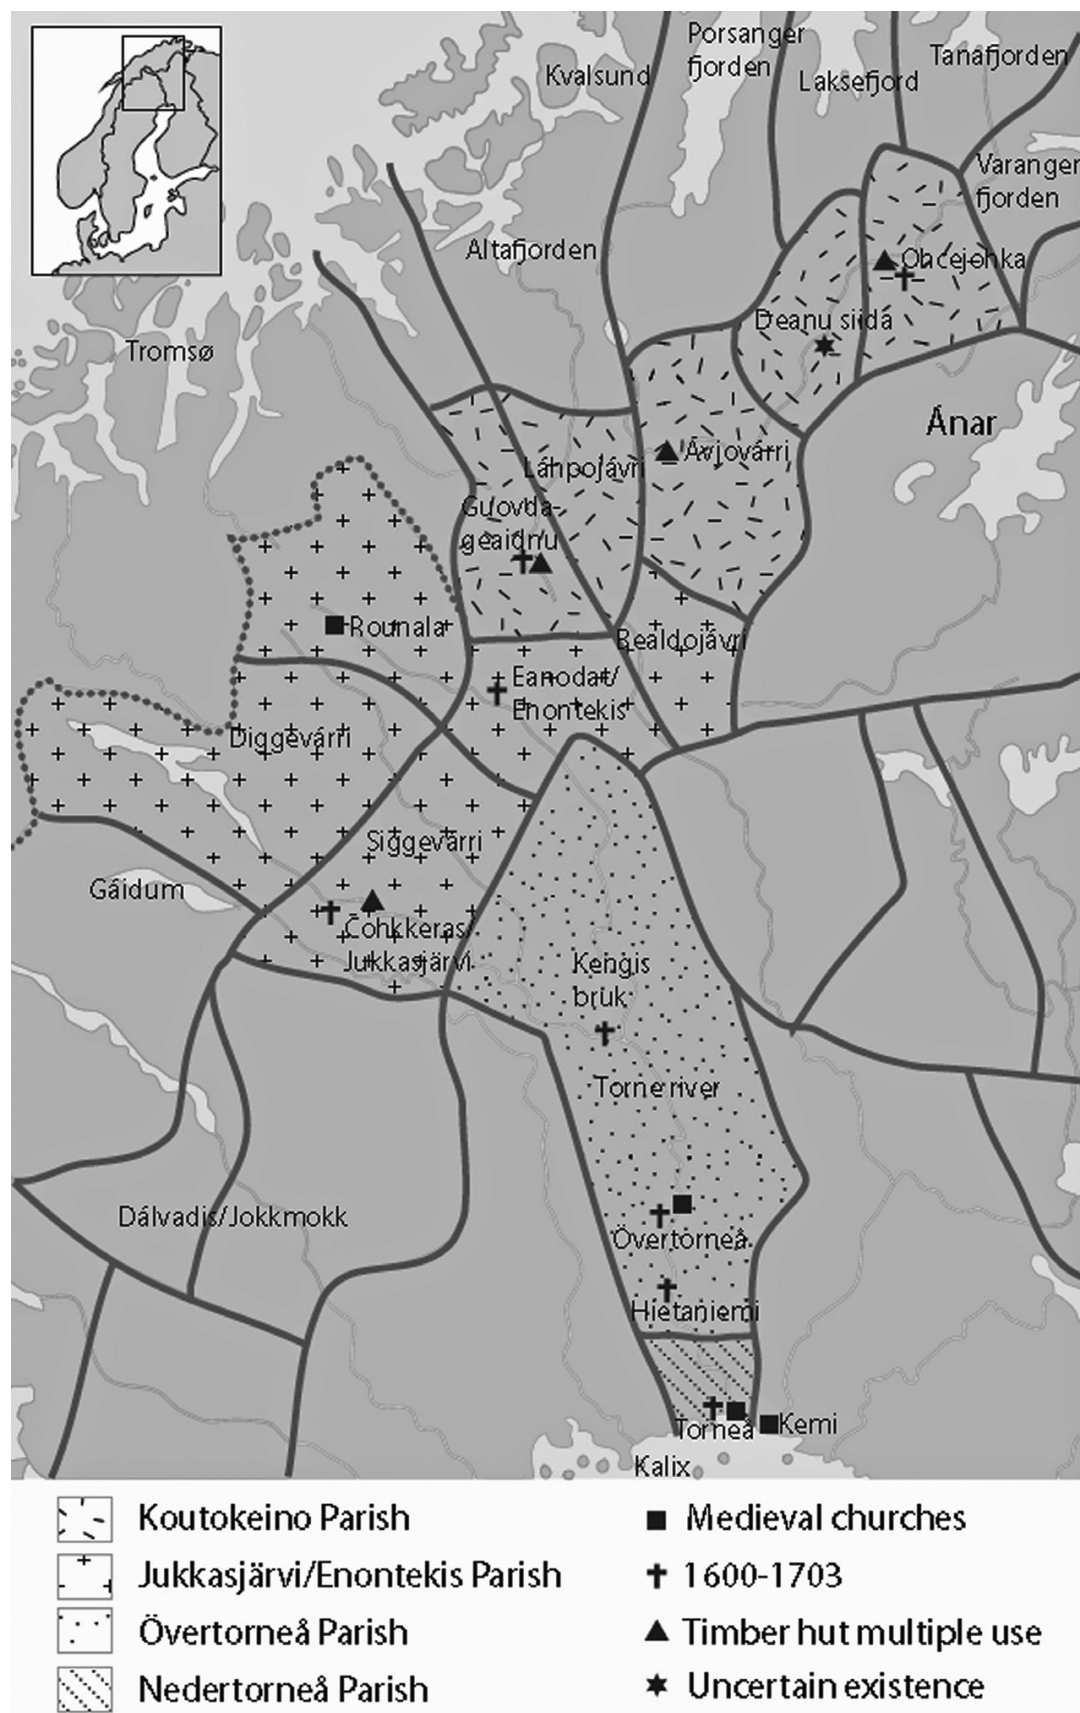 Porsanger
fjorden
Kvalsund
Laksefjord
Tanafjorden
Varanger
fjorden
Altafjorden
Ohcejohka
Deanu siida
Tromsø
Ánar
Ávjovárri
Láhpojávri
Guovda-
geaidnu
Rounala
Bealdojávri
Eanodat/
Enontekis
Diggevárri
Siggevárri
Gáidum
Čohkkeras/
Jukkasjärvi
Kengis
bruk
Torne river
Dálvadis/Jokkmokk
Övertorneå
Hietaniemi
Torneå
Kemi
Kalix
Koutokeino Parish
Jukkasjärvi/Enontekis Parish
Övertorneå Parish
Nedertorneå Parish
Medieval churches
1600-1703
Timber hut multiple use
Uncertain existence